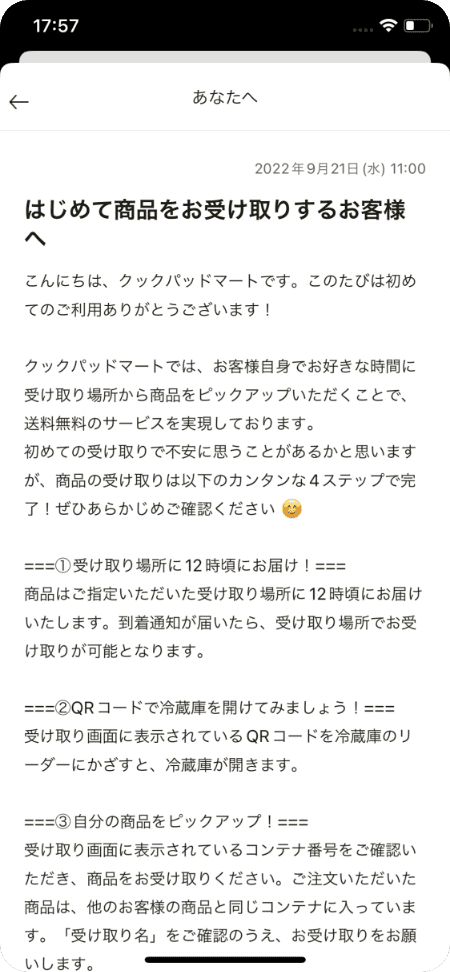 17:57
あなたへ
2022年9月21日(水) 11:00
はじめて商品をお受け取りするお客様
へ
こんにちは、クックパッドマートです。このたびは初め
てのご利用ありがとうございます！
クックパッドマートでは、お客様自身でお好きな時間に
受け取り場所から商品をピックアップいただくことで、
送料無料のサービスを実現しております。
初めての受け取りで不安に思うことがあるかと思います
が、商品の受け取りは以下のカンタンな4ステップで完
了！ぜひあらかじめご確認ください 😊
===①受け取り場所に12時頃にお届け！===
商品はご指定いただいた受け取り場所に12時頃にお届け
いたします。到着通知が届いたら、受け取り場所でお受
け取りが可能となります。
===②QRコードで冷蔵庫を開けてみましょう！===
受け取り画面に表示されているQRコードを冷蔵庫のリ
ーダーにかざすと、冷蔵庫が開きます。
===③自分の商品をピックアップ！===
受け取り画面に表示されているコンテナ番号をご確認い
ただき、商品をお受け取りください。ご注文いただいた
商品は、他のお客様の商品と同じコンテナに入っていま
す。「受け取り名」をご確認のうえ、お受け取りをお願
いします。